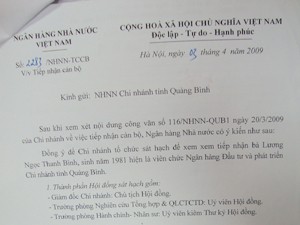 NGÂN HÀNG NHÀ NƯỚC
VIỆT NAM
CỘNG HOÀ XÃ HỘI CHỦ NGHĨA VIỆT NAM
Độc lập - Tự do - Hạnh phúc
Số: 2213 /NHNN-TCCB
V/v Tiếp nhận cán bộ
Hà Nội, ngày 03 tháng 4 năm 2009
Kính gửi: NHNN Chi nhánh tỉnh Quảng Bình
Sau khi xem xét nội dung công văn số 116/NHNN-QUB1 ngày 20/3/2009
của Chi nhánh về việc tiếp nhận cán bộ, Ngân hàng Nhà nước có ý kiến như sau:
Đồng ý để Chi nhánh tổ chức sát hạch để xem xét tiếp nhận bà Lương
Ngọc Thanh Bình, sinh năm 1981 hiện là viên chức Ngân hàng Đầu tư và phát triển
Chi nhánh tỉnh Quảng Bình.
1. Thành phần Hội đồng sát hạch gồm:
- Giám đốc Chi nhánh: Chủ tịch Hội đồng.
- Trưởng phòng Nghiên cứu Tổng hợp & QLCTCTD: Uỷ viên Hội đồng.
- Trưởng phòng Hành chính- Nhân sự: Uỷ viên kiêm Thư ký Hội đồng.